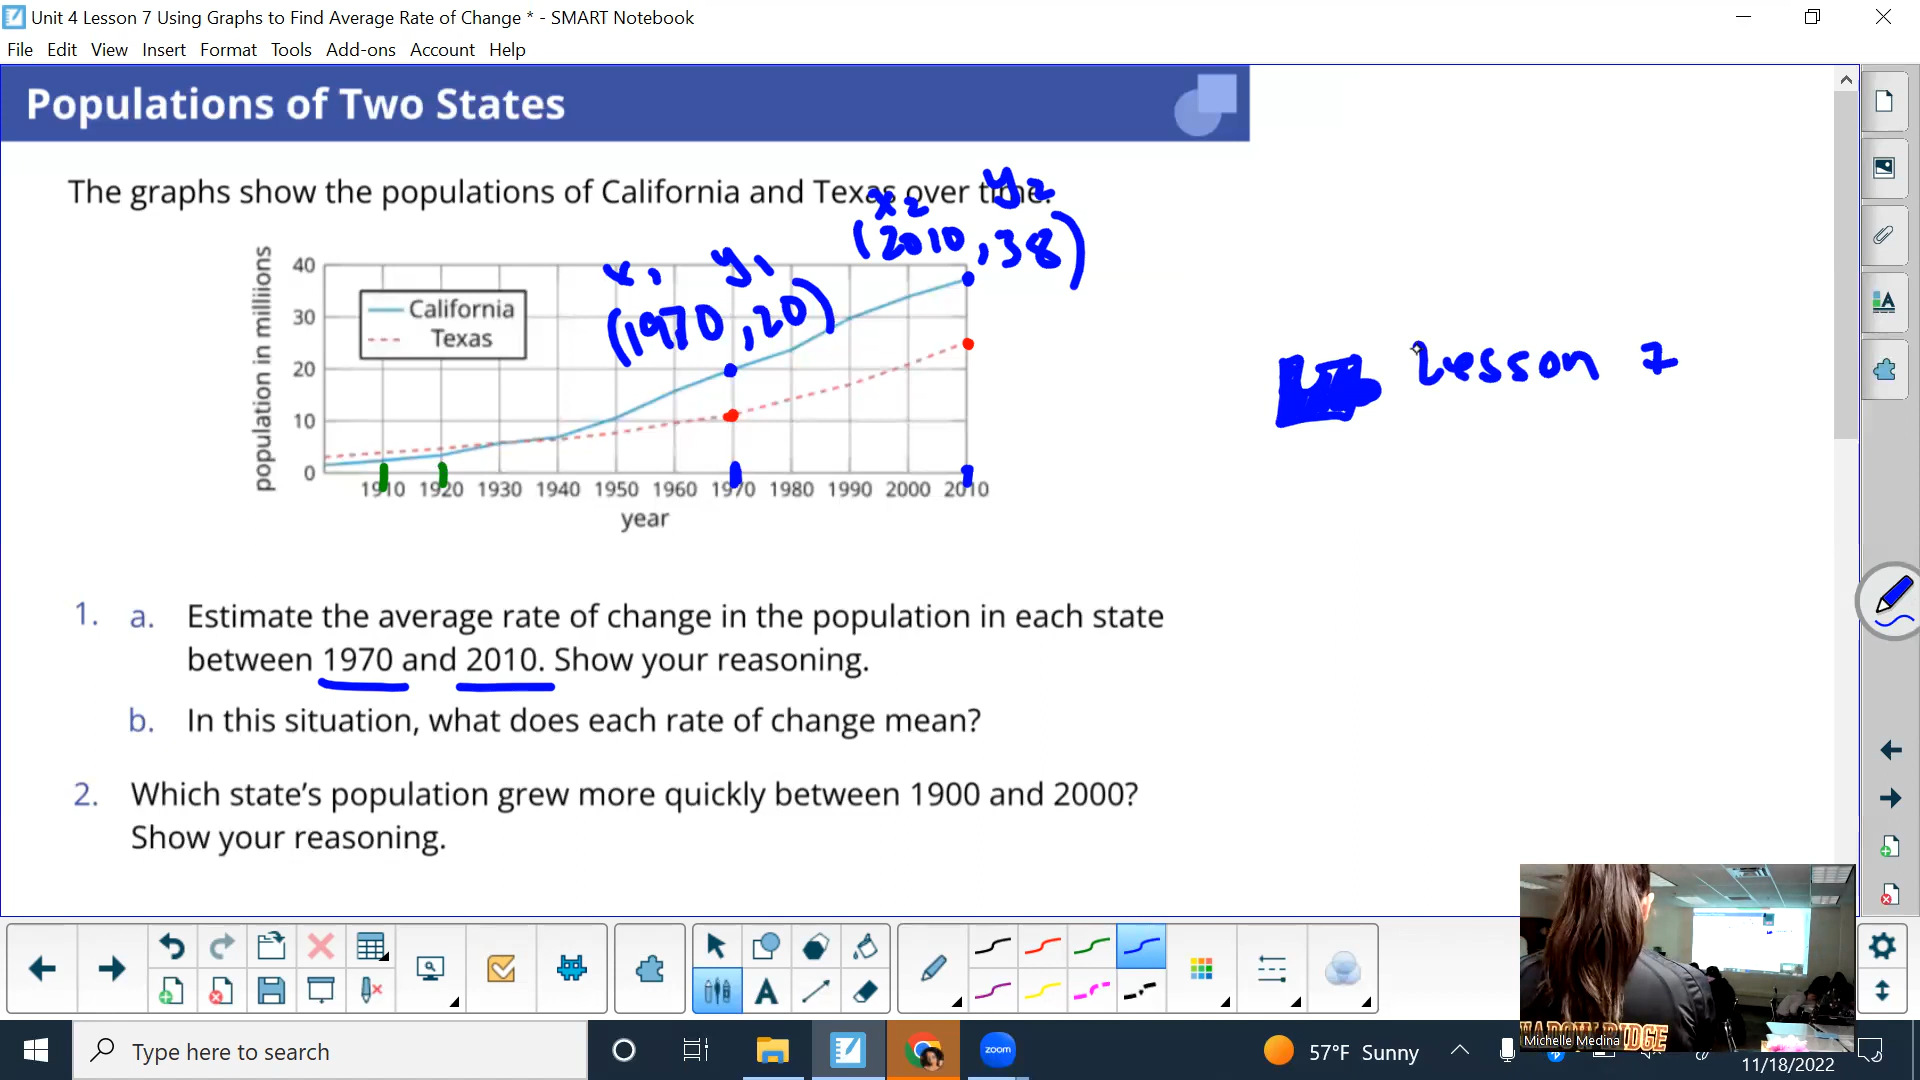 Unit 4 Lesson 7 Using Graphs to Find Average Rate of Change * - SMART Notebook
File Edit View Insert Format Tools Add-ons Account Help
Populations of Two States
The graphs show the populations of California and Texas over time.
x2 y2
(2010, 38)
x1 y1
(1970, 20)
population in milliions
40
30
20
10
0
California
Texas
1910 1920 1930 1940 1950 1960 1970 1980 1990 2000 2010
year
Lesson 7
1. a. Estimate the average rate of change in the population in each state
between 1970 and 2010. Show your reasoning.
b. In this situation, what does each rate of change mean?
2. Which state's population grew more quickly between 1900 and 2000?
Show your reasoning.
RIDGE
Michelle Medina
Type here to search
zoom
57°F Sunny
11/18/2022